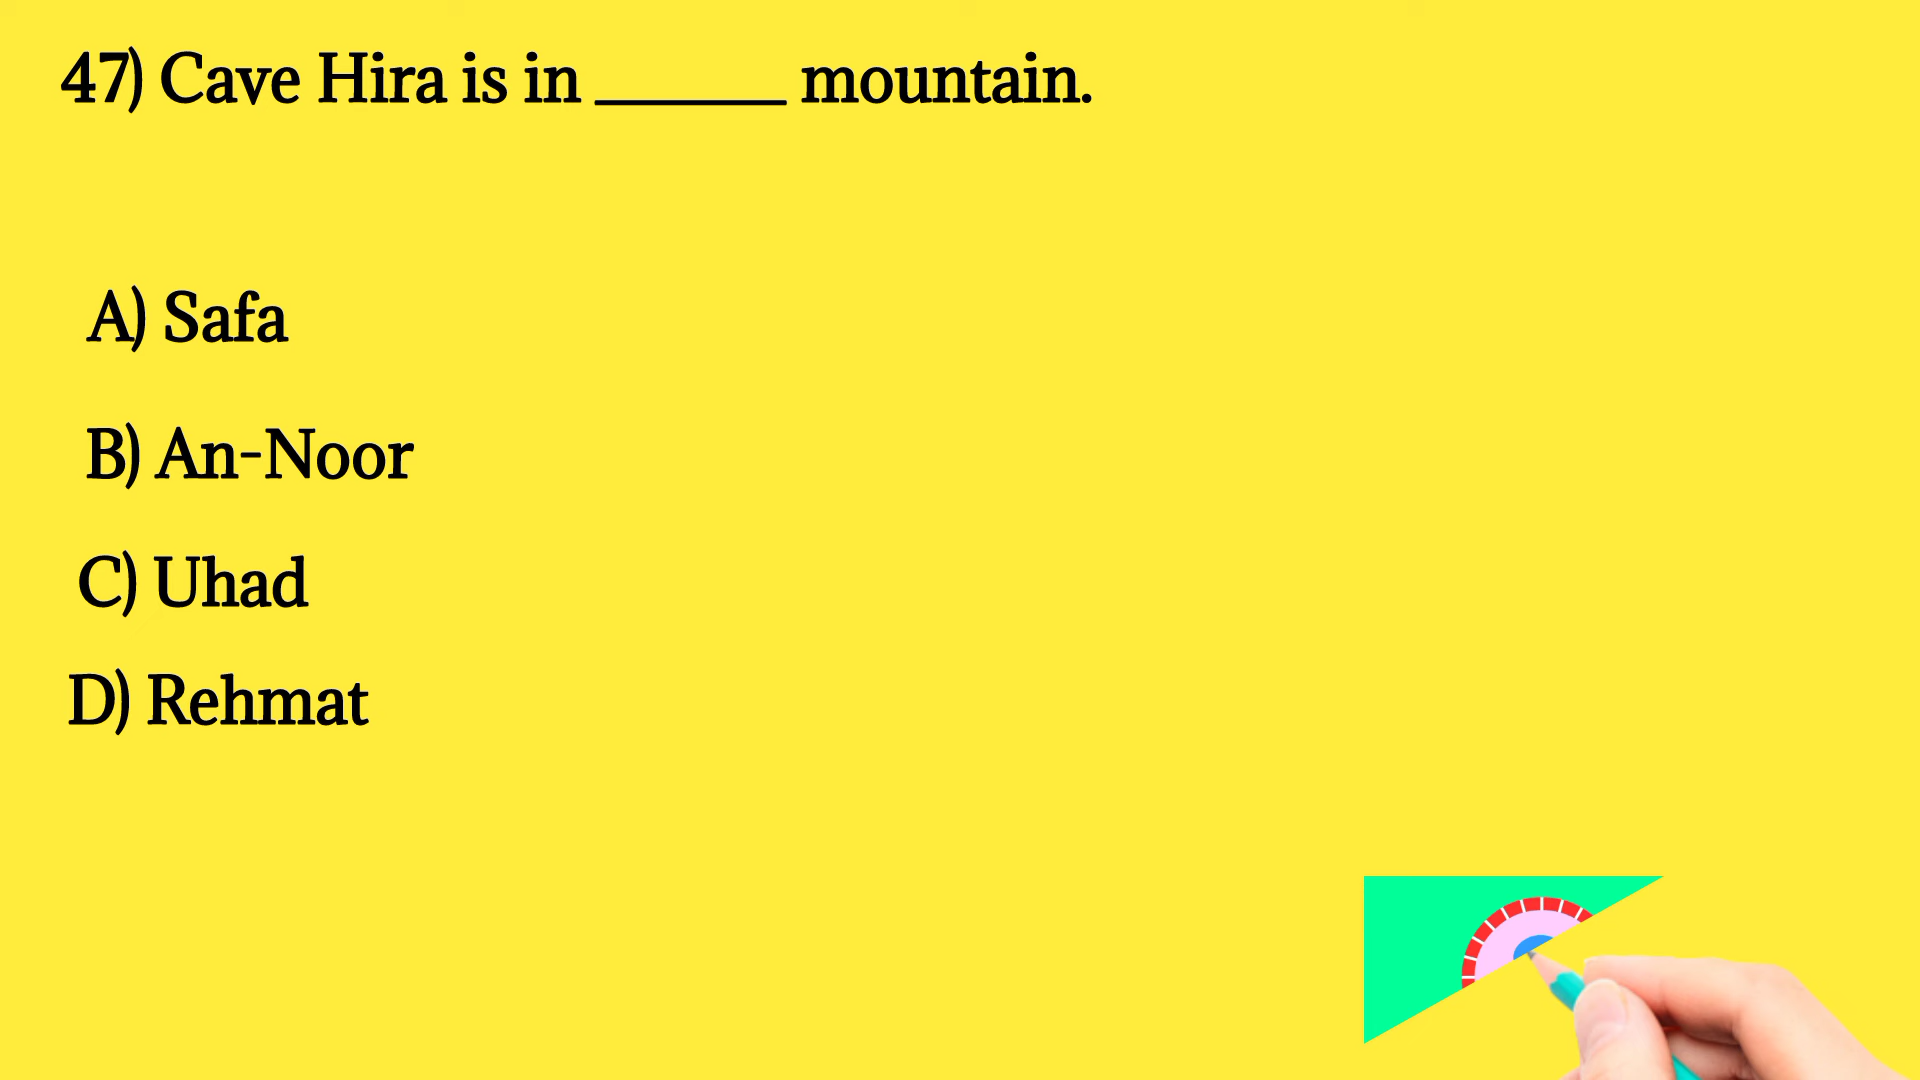 47) Cave Hira is in ______ mountain.
A) Safa
B) An-Noor
C) Uhad
D) Rehmat